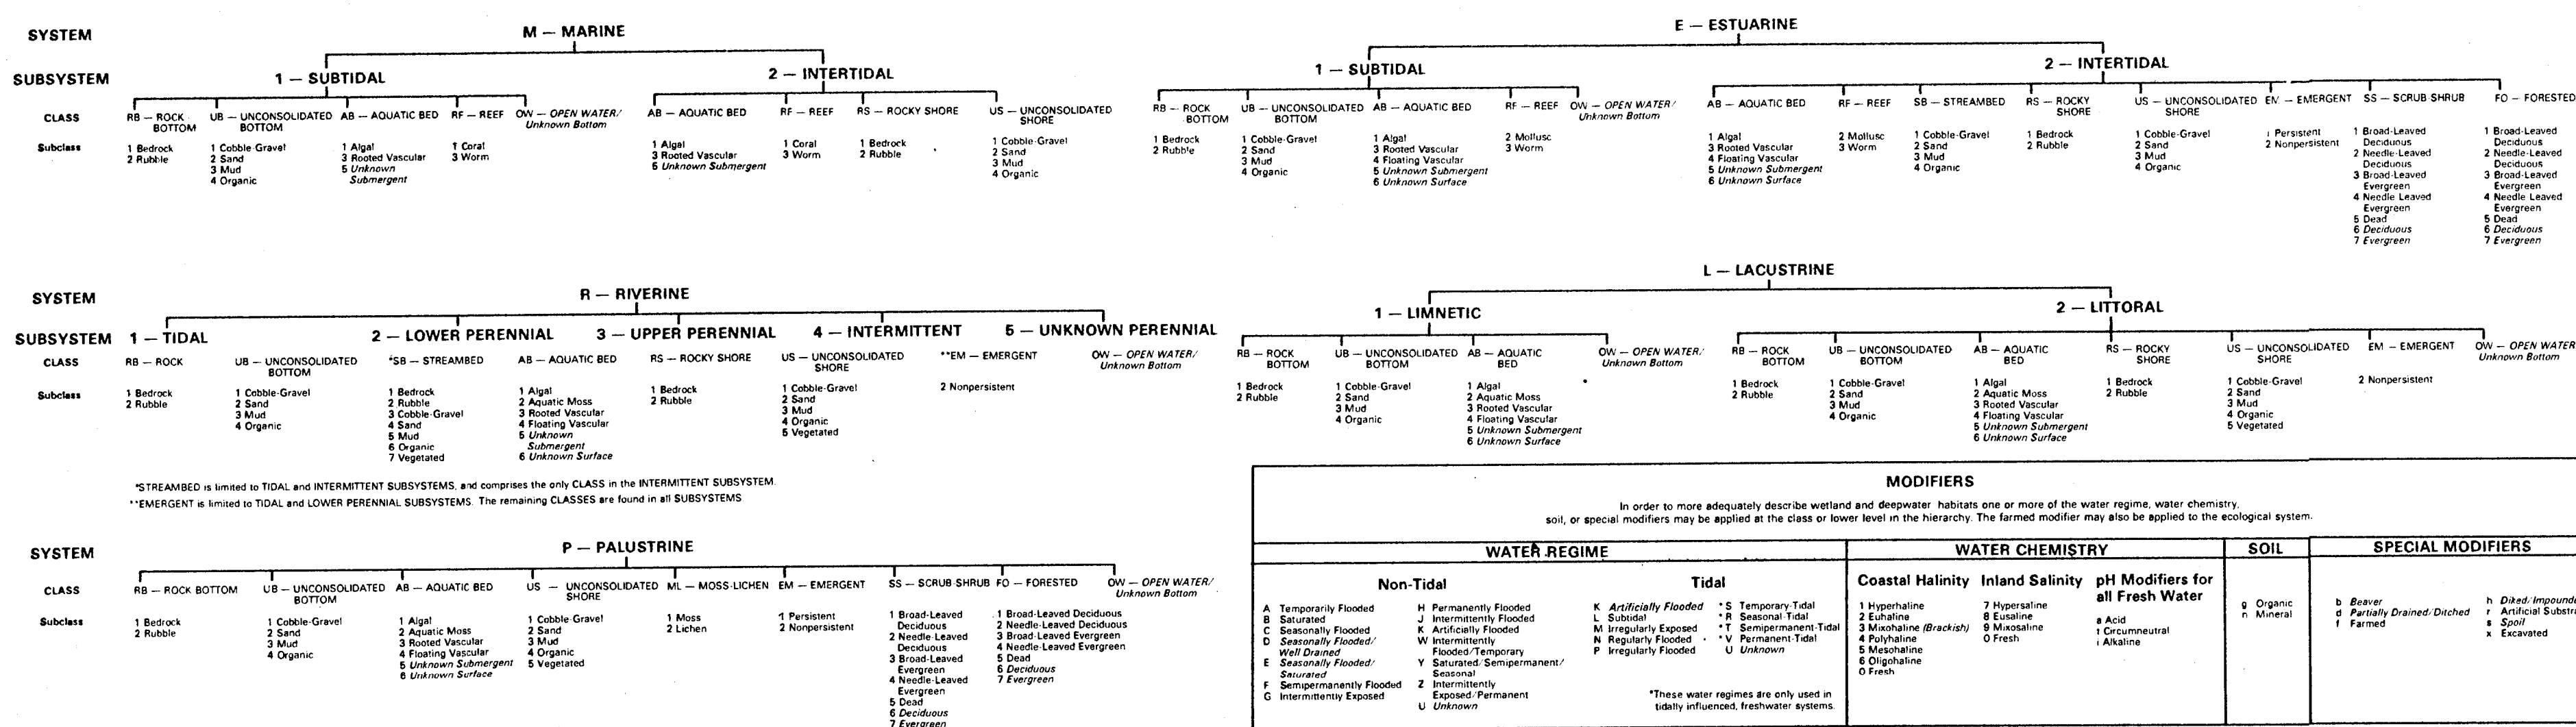 SYSTEM
M — MARINE
SUBSYSTEM
1 — SUBTIDAL
2 — INTERTIDAL
CLASS
RB — ROCK BOTTOM
UB — UNCONSOLIDATED BOTTOM
AB — AQUATIC BED
RF — REEF
OW — OPEN WATER/ Unknown Bottom
AB — AQUATIC BED
RF — REEF
RS — ROCKY SHORE
US — UNCONSOLIDATED SHORE
Subclass
1 Bedrock
2 Rubble
1 Cobble-Gravel
2 Sand
3 Mud
4 Organic
1 Algal
3 Rooted Vascular
5 Unknown
Submergent
1 Coral
3 Worm
1 Algal
3 Rooted Vascular
5 Unknown Submergent
1 Coral
3 Worm
1 Bedrock
2 Rubble
1 Cobble-Gravel
2 Sand
3 Mud
4 Organic
E — ESTUARINE
1 — SUBTIDAL
2 — INTERTIDAL
RB — ROCK BOTTOM
UB — UNCONSOLIDATED BOTTOM
AB — AQUATIC BED
RF — REEF
OW — OPEN WATER/ Unknown Bottom
AB — AQUATIC BED
RF — REEF
SB — STREAMBED
RS — ROCKY SHORE
US — UNCONSOLIDATED SHORE
EM — EMERGENT
SS — SCRUB SHRUB
FO — FORESTED
1 Bedrock
2 Rubble
1 Cobble-Gravel
2 Sand
3 Mud
4 Organic
1 Algal
3 Rooted Vascular
4 Floating Vascular
5 Unknown Submergent
6 Unknown Surface
2 Mollusc
3 Worm
1 Algal
3 Rooted Vascular
4 Floating Vascular
5 Unknown Submergent
6 Unknown Surface
2 Mollusc
3 Worm
1 Cobble-Gravel
2 Sand
3 Mud
4 Organic
1 Bedrock
2 Rubble
1 Cobble-Gravel
2 Sand
3 Mud
4 Organic
1 Persistent
2 Nonpersistent
1 Broad-Leaved
Deciduous
2 Needle-Leaved
Deciduous
3 Broad-Leaved
Evergreen
4 Needle Leaved
Evergreen
5 Dead
6 Deciduous
7 Evergreen
1 Broad-Leaved
Deciduous
2 Needle-Leaved
Deciduous
3 Broad-Leaved
Evergreen
4 Needle Leaved
Evergreen
5 Dead
6 Deciduous
7 Evergreen
SYSTEM
R — RIVERINE
SUBSYSTEM
1 — TIDAL
2 — LOWER PERENNIAL
3 — UPPER PERENNIAL
4 — INTERMITTENT
5 — UNKNOWN PERENNIAL
CLASS
RB — ROCK
UB — UNCONSOLIDATED BOTTOM
*SB — STREAMBED
AB — AQUATIC BED
RS — ROCKY SHORE
US — UNCONSOLIDATED SHORE
**EM — EMERGENT
OW — OPEN WATER/ Unknown Bottom
Subclass
1 Bedrock
2 Rubble
1 Cobble-Gravel
2 Sand
3 Mud
4 Organic
1 Bedrock
2 Rubble
3 Cobble-Gravel
4 Sand
5 Mud
6 Organic
7 Vegetated
1 Algal
2 Aquatic Moss
3 Rooted Vascular
4 Floating Vascular
5 Unknown
Submergent
6 Unknown Surface
1 Bedrock
2 Rubble
1 Cobble-Gravel
2 Sand
3 Mud
4 Organic
5 Vegetated
2 Nonpersistent
*STREAMBED is limited to TIDAL and INTERMITTENT SUBSYSTEMS, and comprises the only CLASS in the INTERMITTENT SUBSYSTEM.
**EMERGENT is limited to TIDAL and LOWER PERENNIAL SUBSYSTEMS. The remaining CLASSES are found in all SUBSYSTEMS
L — LACUSTRINE
1 — LIMNETIC
2 — LITTORAL
RB — ROCK BOTTOM
UB — UNCONSOLIDATED BOTTOM
AB — AQUATIC BED
OW — OPEN WATER/ Unknown Bottom
RB — ROCK BOTTOM
UB — UNCONSOLIDATED BOTTOM
AB — AQUATIC BED
RS — ROCKY SHORE
US — UNCONSOLIDATED SHORE
EM — EMERGENT
OW — OPEN WATER Unknown Bottom
1 Bedrock
2 Rubble
1 Cobble-Gravel
2 Sand
3 Mud
4 Organic
1 Algal
2 Aquatic Moss
3 Rooted Vascular
4 Floating Vascular
5 Unknown Submergent
6 Unknown Surface
1 Bedrock
2 Rubble
1 Cobble-Gravel
2 Sand
3 Mud
4 Organic
1 Algal
2 Aquatic Moss
3 Rooted Vascular
4 Floating Vascular
5 Unknown Submergent
6 Unknown Surface
1 Bedrock
2 Rubble
1 Cobble-Gravel
2 Sand
3 Mud
4 Organic
5 Vegetated
2 Nonpersistent
SYSTEM
P — PALUSTRINE
CLASS
RB — ROCK BOTTOM
UB — UNCONSOLIDATED BOTTOM
AB — AQUATIC BED
US — UNCONSOLIDATED SHORE
ML — MOSS-LICHEN
EM — EMERGENT
SS — SCRUB-SHRUB
FO — FORESTED
OW — OPEN WATER/ Unknown Bottom
Subclass
1 Bedrock
2 Rubble
1 Cobble-Gravel
2 Sand
3 Mud
4 Organic
1 Algal
2 Aquatic Moss
3 Rooted Vascular
4 Floating Vascular
5 Unknown Submergent
6 Unknown Surface
1 Cobble-Gravel
2 Sand
3 Mud
4 Organic
5 Vegetated
1 Moss
2 Lichen
1 Persistent
2 Nonpersistent
1 Broad-Leaved
Deciduous
2 Needle-Leaved
Deciduous
3 Broad-Leaved
Evergreen
4 Needle-Leaved
Evergreen
5 Dead
6 Deciduous
7 Evergreen
1 Broad-Leaved Deciduous
2 Needle-Leaved Deciduous
3 Broad-Leaved Evergreen
4 Needle-Leaved Evergreen
5 Dead
6 Deciduous
7 Evergreen
MODIFIERS
In order to more adequately describe wetland and deepwater habitats one or more of the water regime, water chemistry,
soil, or special modifiers may be applied at the class or lower level in the hierarchy. The farmed modifier may also be applied to the ecological system.
WATER REGIME
Non-Tidal
A Temporarily Flooded
B Saturated
C Seasonally Flooded
D Seasonally Flooded/
Well Drained
E Seasonally Flooded/
Saturated
F Semipermanently Flooded
G Intermittently Exposed
H Permanently Flooded
J Intermittently Flooded
K Artificially Flooded
W Intermittently
Flooded/Temporary
Y Saturated/Semipermanent/
Seasonal
Z Intermittently
Exposed/Permanent
U Unknown
Tidal
K Artificially Flooded
L Subtidal
M Irregularly Exposed
N Regularly Flooded
P Irregularly Flooded
*S Temporary-Tidal
*R Seasonal-Tidal
*T Semipermanent-Tidal
*V Permanent-Tidal
U Unknown
*These water regimes are only used in
tidally influenced, freshwater systems.
WATER CHEMISTRY
Coastal Halinity
1 Hyperhaline
2 Euhaline
3 Mixohaline (Brackish)
4 Polyhaline
5 Mesohaline
6 Oligohaline
0 Fresh
Inland Salinity
7 Hypersaline
8 Eusaline
9 Mixosaline
0 Fresh
pH Modifiers for
all Fresh Water
a Acid
t Circumneutral
i Alkaline
SOIL
g Organic
n Mineral
SPECIAL MODIFIERS
b Beaver
d Partially Drained/Ditched
f Farmed
h Diked/Impounde
r Artificial Substra
s Spoil
x Excavated